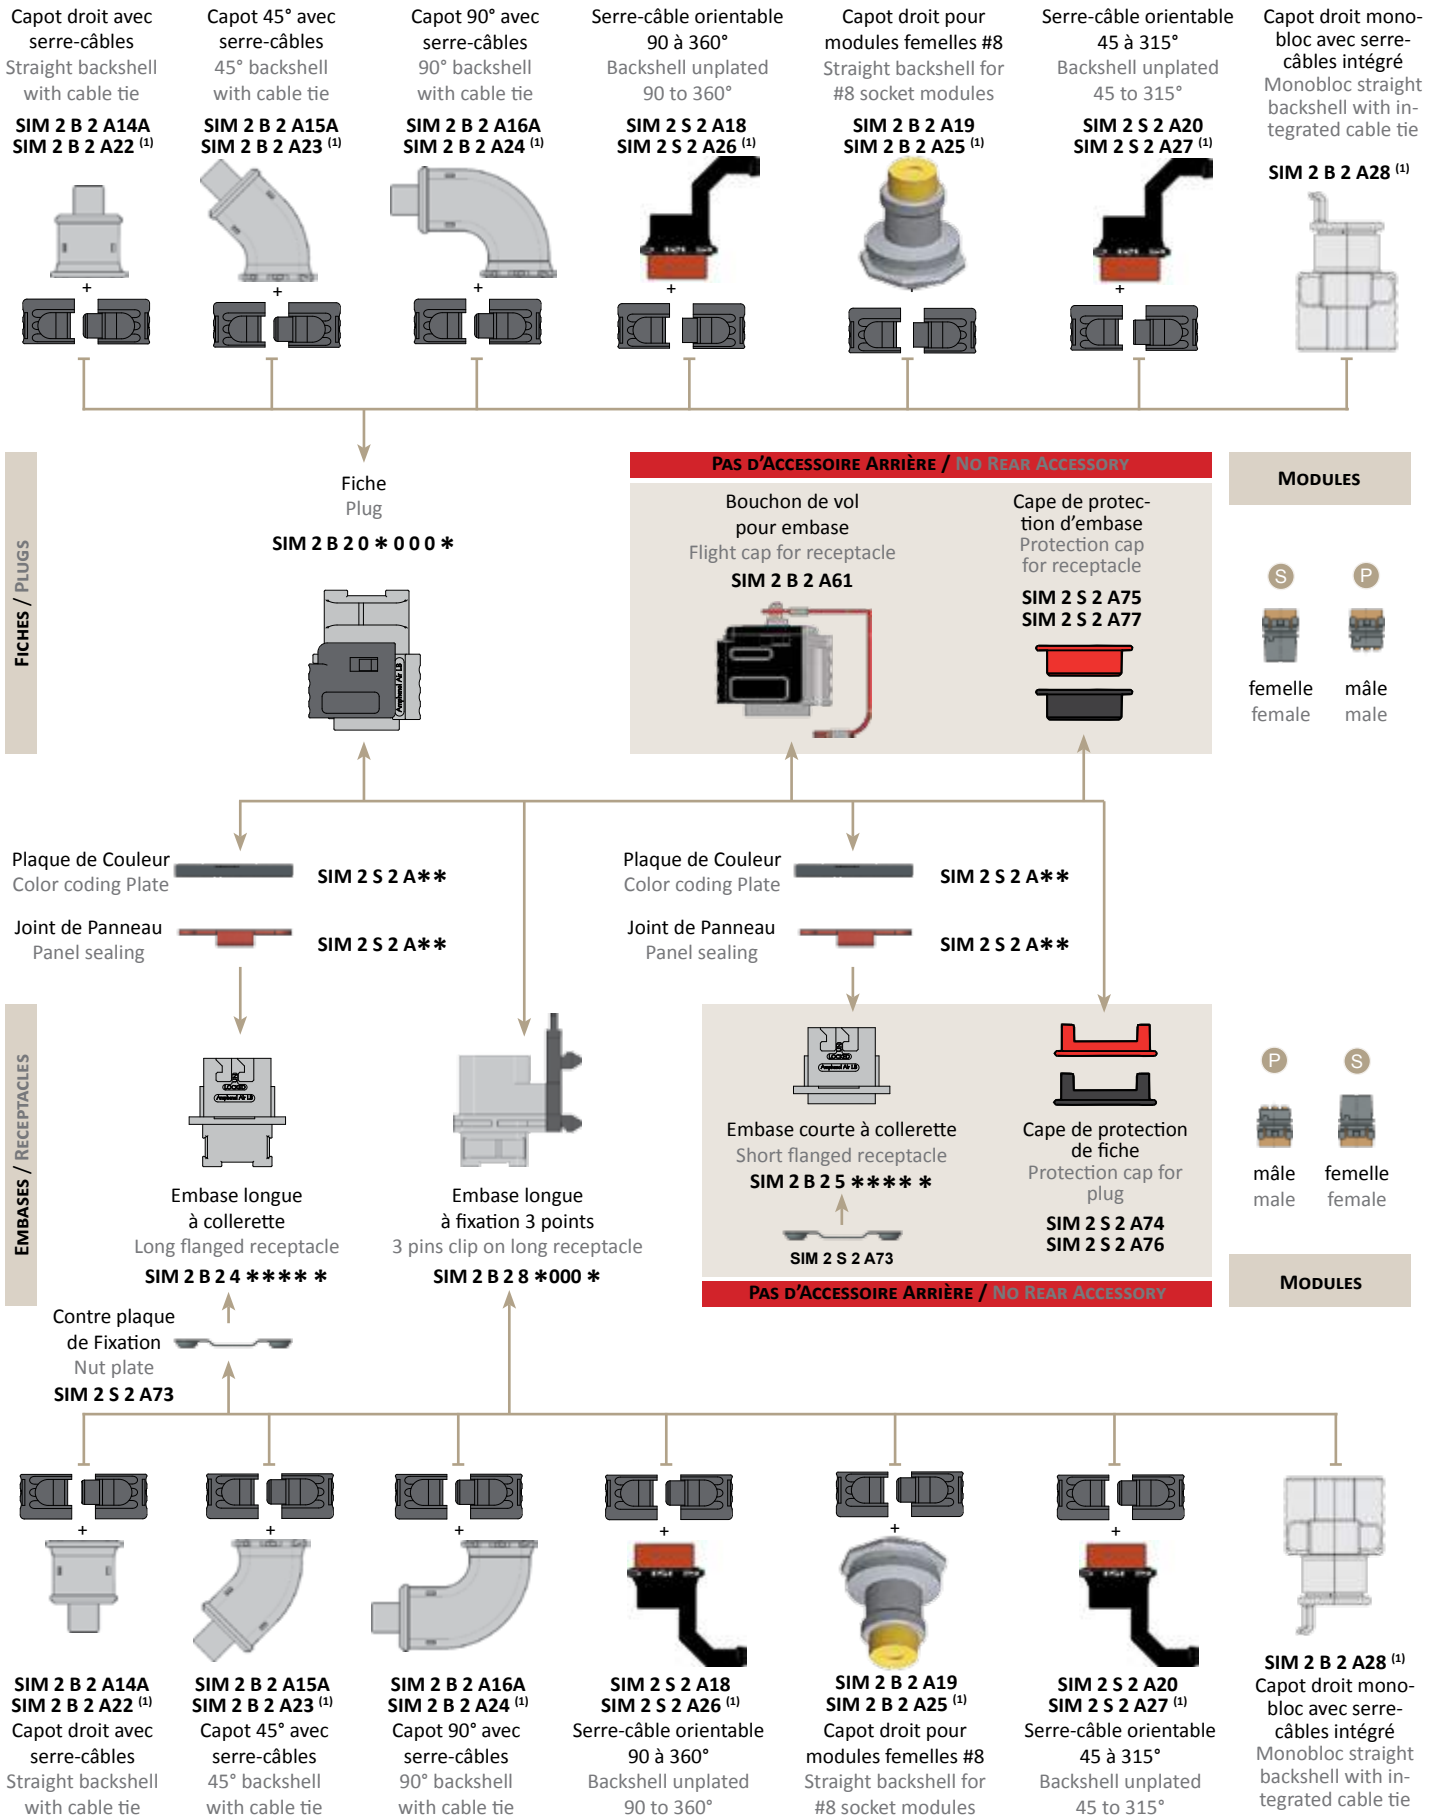 Capot droit avec
serre-câbles
Straight backshell
with cable tie
SIM 2 B 2 A14A
SIM 2 B 2 A22 (1)
Capot 45° avec
serre-câbles
45° backshell
with cable tie
SIM 2 B 2 A15A
SIM 2 B 2 A23 (1)
Capot 90° avec
serre-câbles
90° backshell
with cable tie
SIM 2 B 2 A16A
SIM 2 B 2 A24 (1)
Serre-câble orientable
90 à 360°
Backshell unplated
90 to 360°
SIM 2 S 2 A18
SIM 2 S 2 A26 (1)
Capot droit pour
modules femelles #8
Straight backshell for
#8 socket modules
SIM 2 B 2 A19
SIM 2 B 2 A25 (1)
Serre-câble orientable
45 à 315°
Backshell unplated
45 to 315°
SIM 2 S 2 A20
SIM 2 S 2 A27 (1)
Capot droit mono-
bloc avec serre-
câbles intégré
Monobloc straight
backshell with in-
tegrated cable tie
SIM 2 B 2 A28 (1)
+
+
+
+
+
+
FICHES / PLUGS
Fiche
Plug
SIM 2 B 2 0 * 0 0 0 *
Amphenol Air LB
PAS D'ACCESSOIRE ARRIÈRE / NO REAR ACCESSORY
Bouchon de vol
pour embase
Flight cap for receptacle
SIM 2 B 2 A61
Cape de protec-
tion d'embase
Protection cap
for receptacle
SIM 2 S 2 A75
SIM 2 S 2 A77
MODULES
S
P
femelle
female
mâle
male
Plaque de Couleur
Color coding Plate
SIM 2 S 2 A**
Joint de Panneau
Panel sealing
SIM 2 S 2 A**
Plaque de Couleur
Color coding Plate
SIM 2 S 2 A**
Joint de Panneau
Panel sealing
SIM 2 S 2 A**
EMBASES / RECEPTACLES
LOCKED
Amphenol Air LB
Embase longue
à collerette
Long flanged receptacle
SIM 2 B 2 4 * * * * *
Embase longue
à fixation 3 points
3 pins clip on long receptacle
SIM 2 B 2 8 *000 *
LOCKED
Amphenol Air LB
Embase courte à collerette
Short flanged receptacle
SIM 2 B 2 5 * * * * *
SIM 2 S 2 A73
Cape de protection
de fiche
Protection cap for
plug
SIM 2 S 2 A74
SIM 2 S 2 A76
PAS D'ACCESSOIRE ARRIÈRE / NO REAR ACCESSORY
P
S
mâle
male
femelle
female
MODULES
Contre plaque
de Fixation
Nut plate
SIM 2 S 2 A73
+
+
+
+
+
+
SIM 2 B 2 A14A
SIM 2 B 2 A22 (1)
Capot droit avec
serre-câbles
Straight backshell
with cable tie
SIM 2 B 2 A15A
SIM 2 B 2 A23 (1)
Capot 45° avec
serre-câbles
45° backshell
with cable tie
SIM 2 B 2 A16A
SIM 2 B 2 A24 (1)
Capot 90° avec
serre-câbles
90° backshell
with cable tie
SIM 2 S 2 A18
SIM 2 S 2 A26 (1)
Serre-câble orientable
90 à 360°
Backshell unplated
90 to 360°
SIM 2 B 2 A19
SIM 2 B 2 A25 (1)
Capot droit pour
modules femelles #8
Straight backshell for
#8 socket modules
SIM 2 S 2 A20
SIM 2 S 2 A27 (1)
Serre-câble orientable
45 à 315°
Backshell unplated
45 to 315°
SIM 2 B 2 A28 (1)
Capot droit mono-
bloc avec serre-
câbles intégré
Monobloc straight
backshell with in-
tegrated cable tie